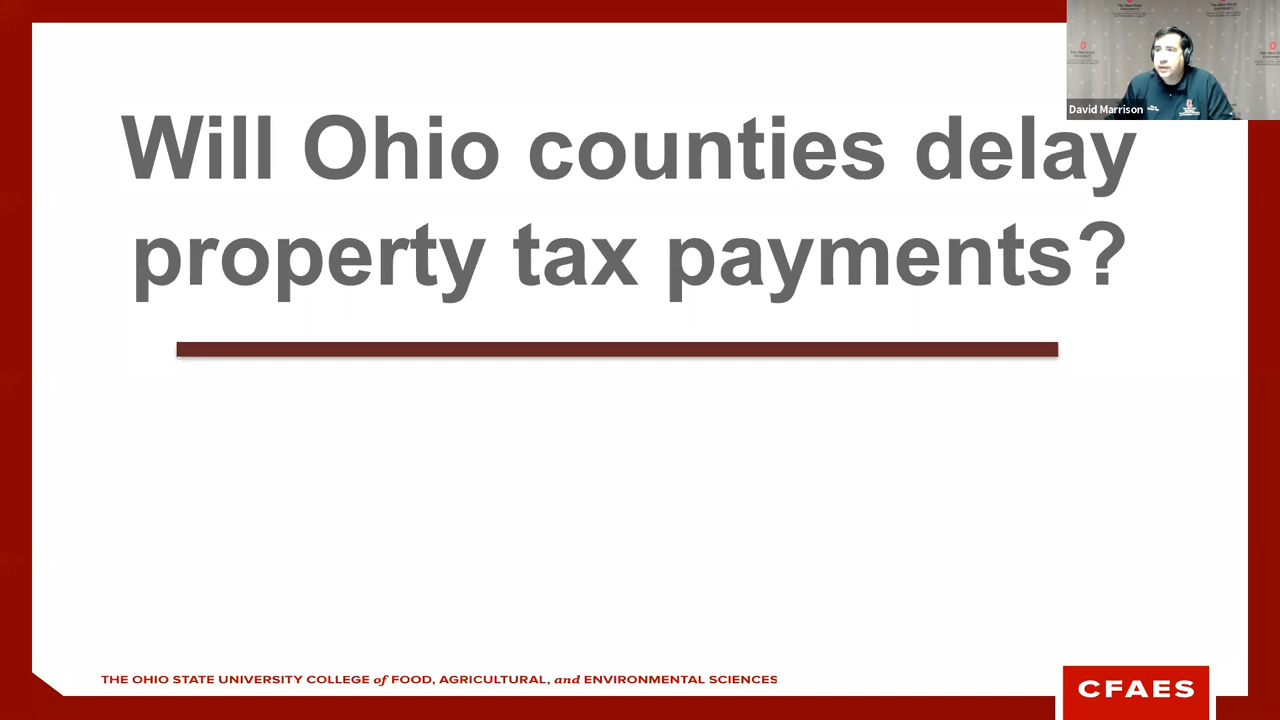 David Marrison
Will Ohio counties delay
property tax payments?
THE OHIO STATE UNIVERSITY COLLEGE of FOOD, AGRICULTURAL, and ENVIRONMENTAL SCIENCES
CFAES